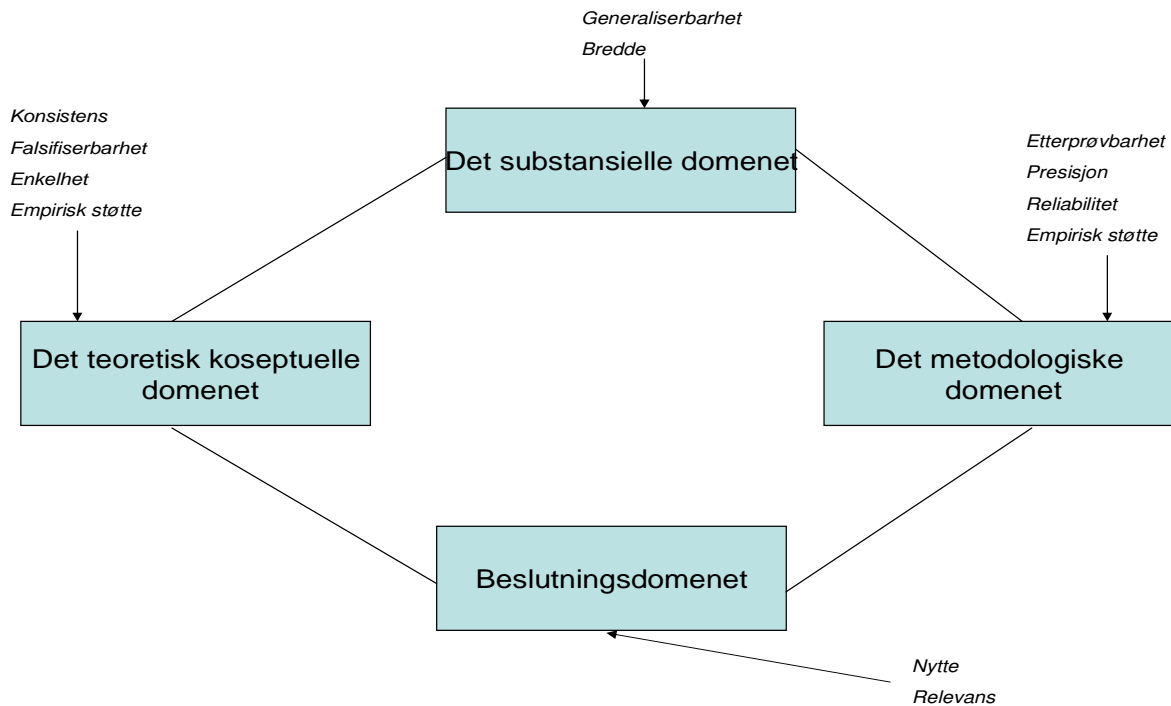 Generaliserbarhet
Bredde
Konsistens
Falsifiserbarhet
Enkelhet
Empirisk støtte
Det substansielle domenet
Etterprøvbarhet
Presisjon
Reliabilitet
Empirisk støtte
Det teoretisk koseptuelle
domenet
Det metodologiske
domenet
Beslutningsdomenet
Nytte
Relevans